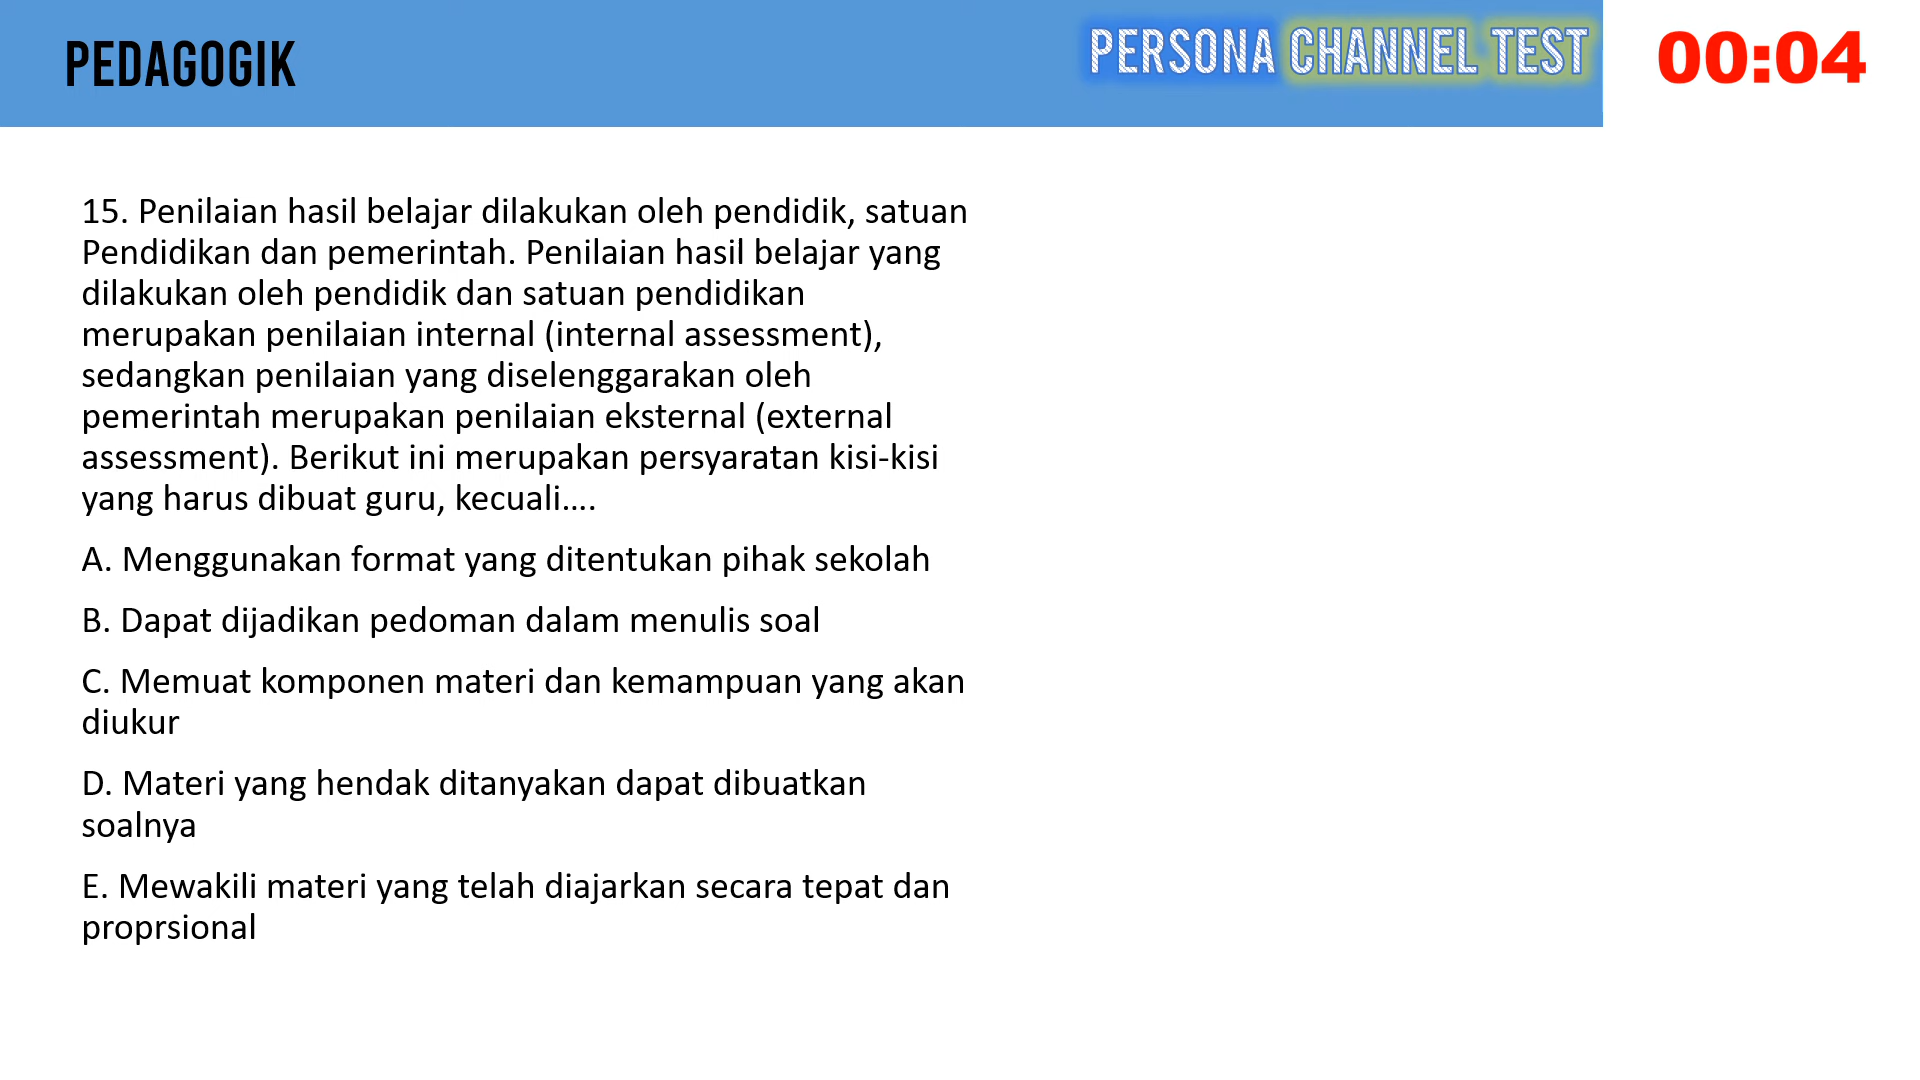 PEDAGOGIK
PERSONA CHANNEL TEST
00:04
15. Penilaian hasil belajar dilakukan oleh pendidik, satuan
Pendidikan dan pemerintah. Penilaian hasil belajar yang
dilakukan oleh pendidik dan satuan pendidikan
merupakan penilaian internal (internal assessment),
sedangkan penilaian yang diselenggarakan oleh
pemerintah merupakan penilaian eksternal (external
assessment). Berikut ini merupakan persyaratan kisi-kisi
yang harus dibuat guru, kecuali....
A. Menggunakan format yang ditentukan pihak sekolah
B. Dapat dijadikan pedoman dalam menulis soal
C. Memuat komponen materi dan kemampuan yang akan
diukur
D. Materi yang hendak ditanyakan dapat dibuatkan
soalnya
E. Mewakili materi yang telah diajarkan secara tepat dan
proprsional